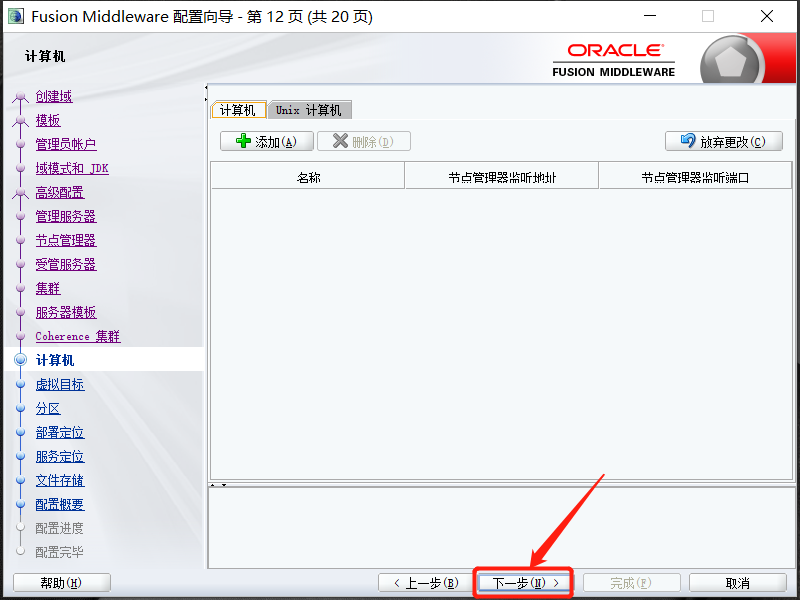 Fusion Middleware 配置向导 - 第 12 页 (共 20 页)
计算机
ORACLE
FUSION MIDDLEWARE
创建域
模板
管理员帐户
域模式和 JDK
高级配置
管理服务器
节点管理器
受管服务器
集群
服务器模板
Coherence 集群
计算机
虚拟目标
分区
部署定位
服务定位
文件存储
配置概要
配置进度
配置完毕
计算机 Unix 计算机
添加(A) 删除(D) 放弃更改(C)
名称 节点管理器监听地址 节点管理器监听端口
帮助(H) < 上一步(B) 下一步(N) > 完成(F) 取消